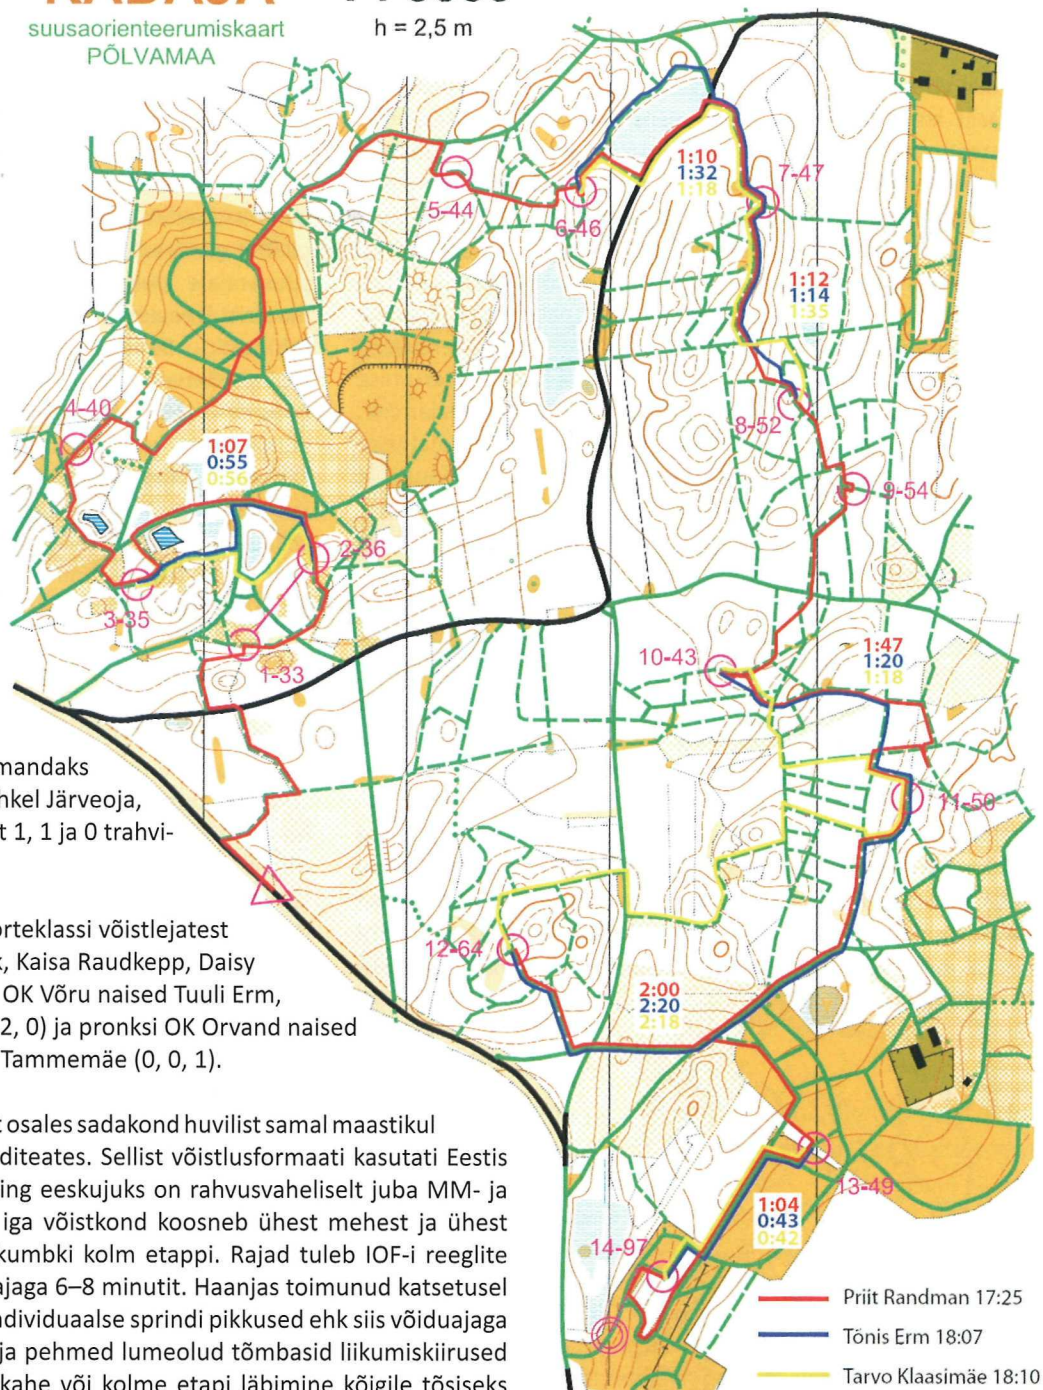 suusaorienteerumiskaart
PÕLVAMAA
h = 2,5 m
1:10
1:32
1:18
7-47
5-44
6-46
1:12
1:14
1:35
4-40
8-52
1:07
0:55
0:56
9-54
2-36
3-35
1-33
10-43
1:47
1:20
1:18
11-50
mandaks
hkel Järveoja,
t 1, 1 ja 0 trahvi-
orteklassi võistlejatest
k, Kaisa Raudkepp, Daisy
OK Võru naised Tuuli Erm,
2, 0) ja pronksi OK Orvand naised
Tammemäe (0, 0, 1).
12-64
2:00
2:20
2:18
t osales sadakond huvilist samal maastikul
diteates. Sellist võistlusformaati kasutati Eestis
ing eeskujuks on rahvusvaheliselt juba MM- ja
iga võistkond koosneb ühest mehest ja ühest
kumbki kolm etappi. Rajad tuleb IOF-i reeglite
ajaga 6–8 minutit. Haanjas toimunud katsetusel
ndividuaalse sprindi pikkused ehk siis võiduajaga
ja pehmed lumeolud tõmbasid liikumiskiirused
kahe või kolme etapi läbimine kõigile tõsiseks
13-49
1:04
0:43
0:42
14-97
Priit Randman 17:25
Tõnis Erm 18:07
Tarvo Klaasimäe 18:10